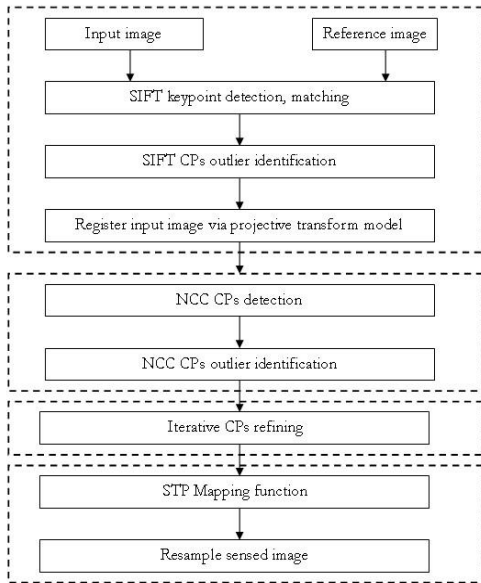 Input image
Reference image
SIFT keypoint detection, matching
SIFT CPs outlier identification
Register input image via projective transform model
NCC CPs detection
NCC CPs outlier identification
Iterative CPs refining
STP Mapping function
Resample sensed image